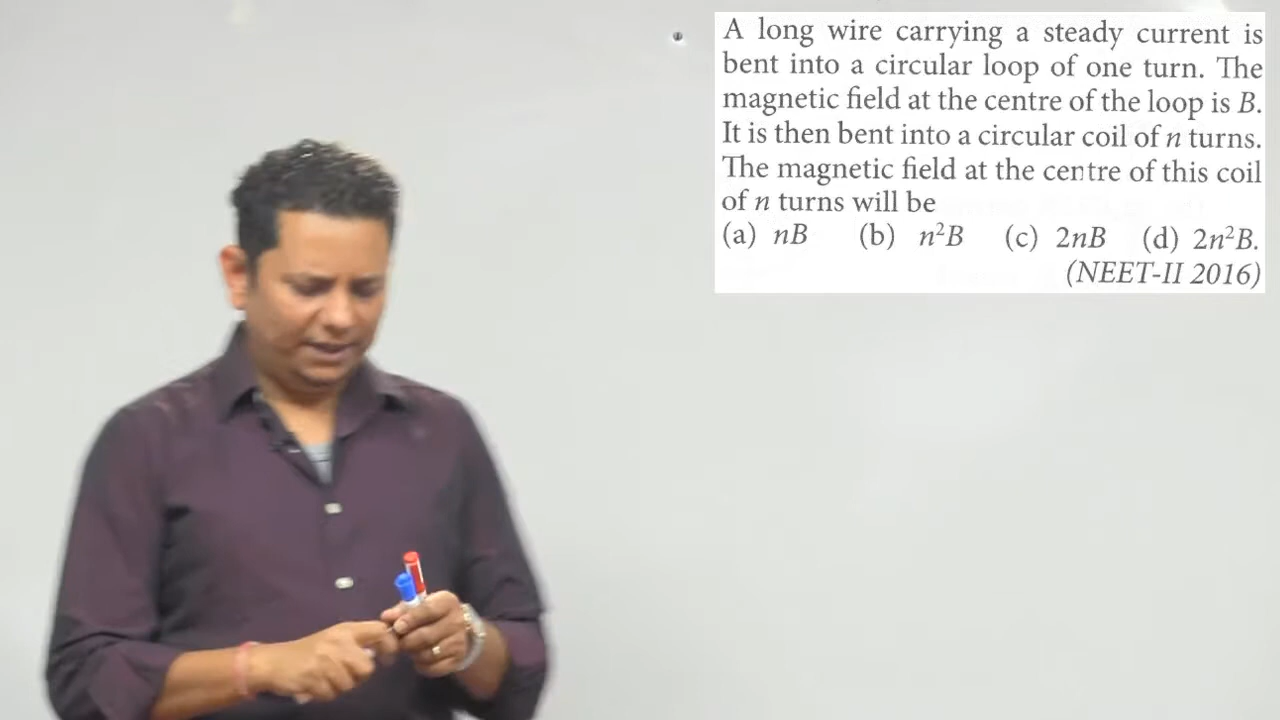 A long wire carrying a steady current is
bent into a circular loop of one turn. The
magnetic field at the centre of the loop is B.
It is then bent into a circular coil of n turns.
The magnetic field at the centre of this coil
of n turns will be
(a) nB (b) n²B (c) 2nB (d) 2n²B.
(NEET-II 2016)